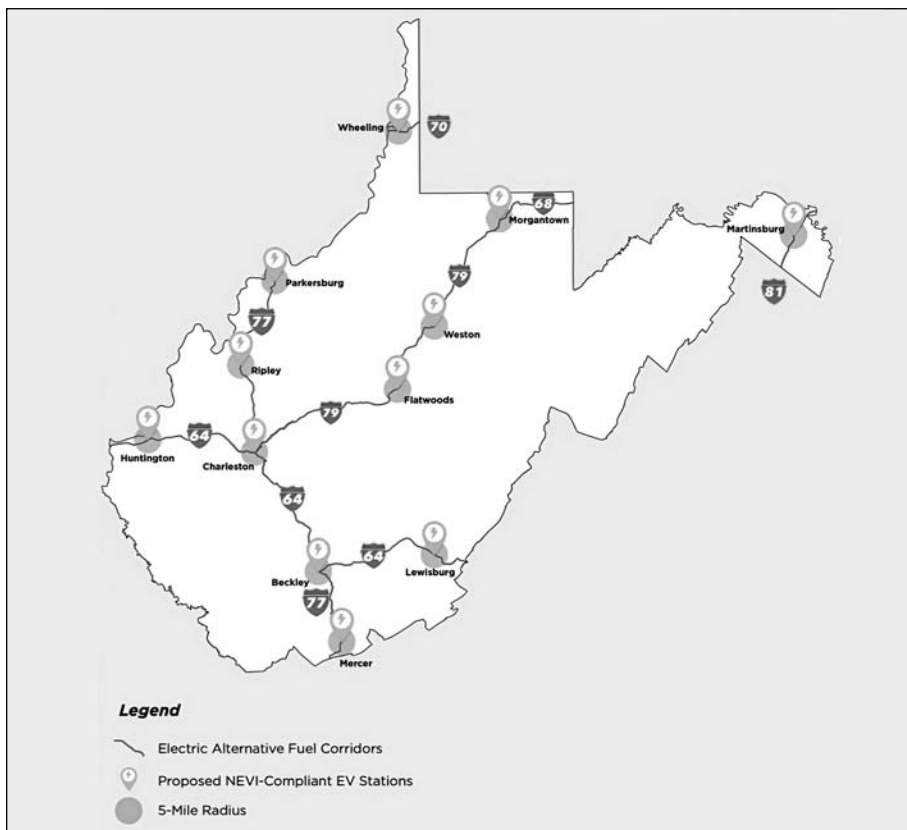 Wheeling
70
68
Morgantown
Martinsburg
79
81
Parkersburg
77
Weston
Ripley
Flatwoods
79
64
Huntington
Charleston
64
64
Lewisburg
Beckley
77
Mercer
Legend
Electric Alternative Fuel Corridors
Proposed NEVI-Compliant EV Stations
5-Mile Radius